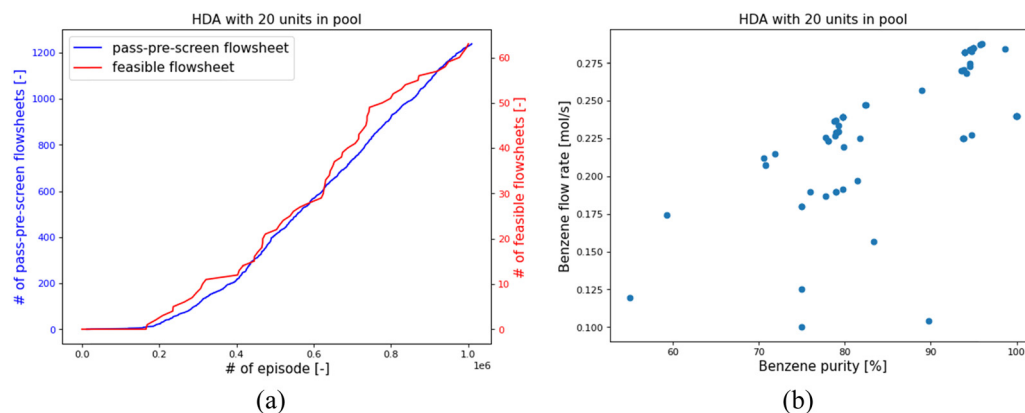 HDA with 20 units in pool
pass-pre-screen flowsheet
feasible flowsheet
# of pass-pre-screen flowsheets [-]
1200
1000
800
600
400
200
0
# of feasible flowsheets [-]
60
50
40
30
20
10
0
0.0 0.2 0.4 0.6 0.8 1.0
1e6
# of episode [-]
(a)
HDA with 20 units in pool
Benzene flow rate [mol/s]
0.275
0.250
0.225
0.200
0.175
0.150
0.125
0.100
60 70 80 90 100
Benzene purity [%]
(b)